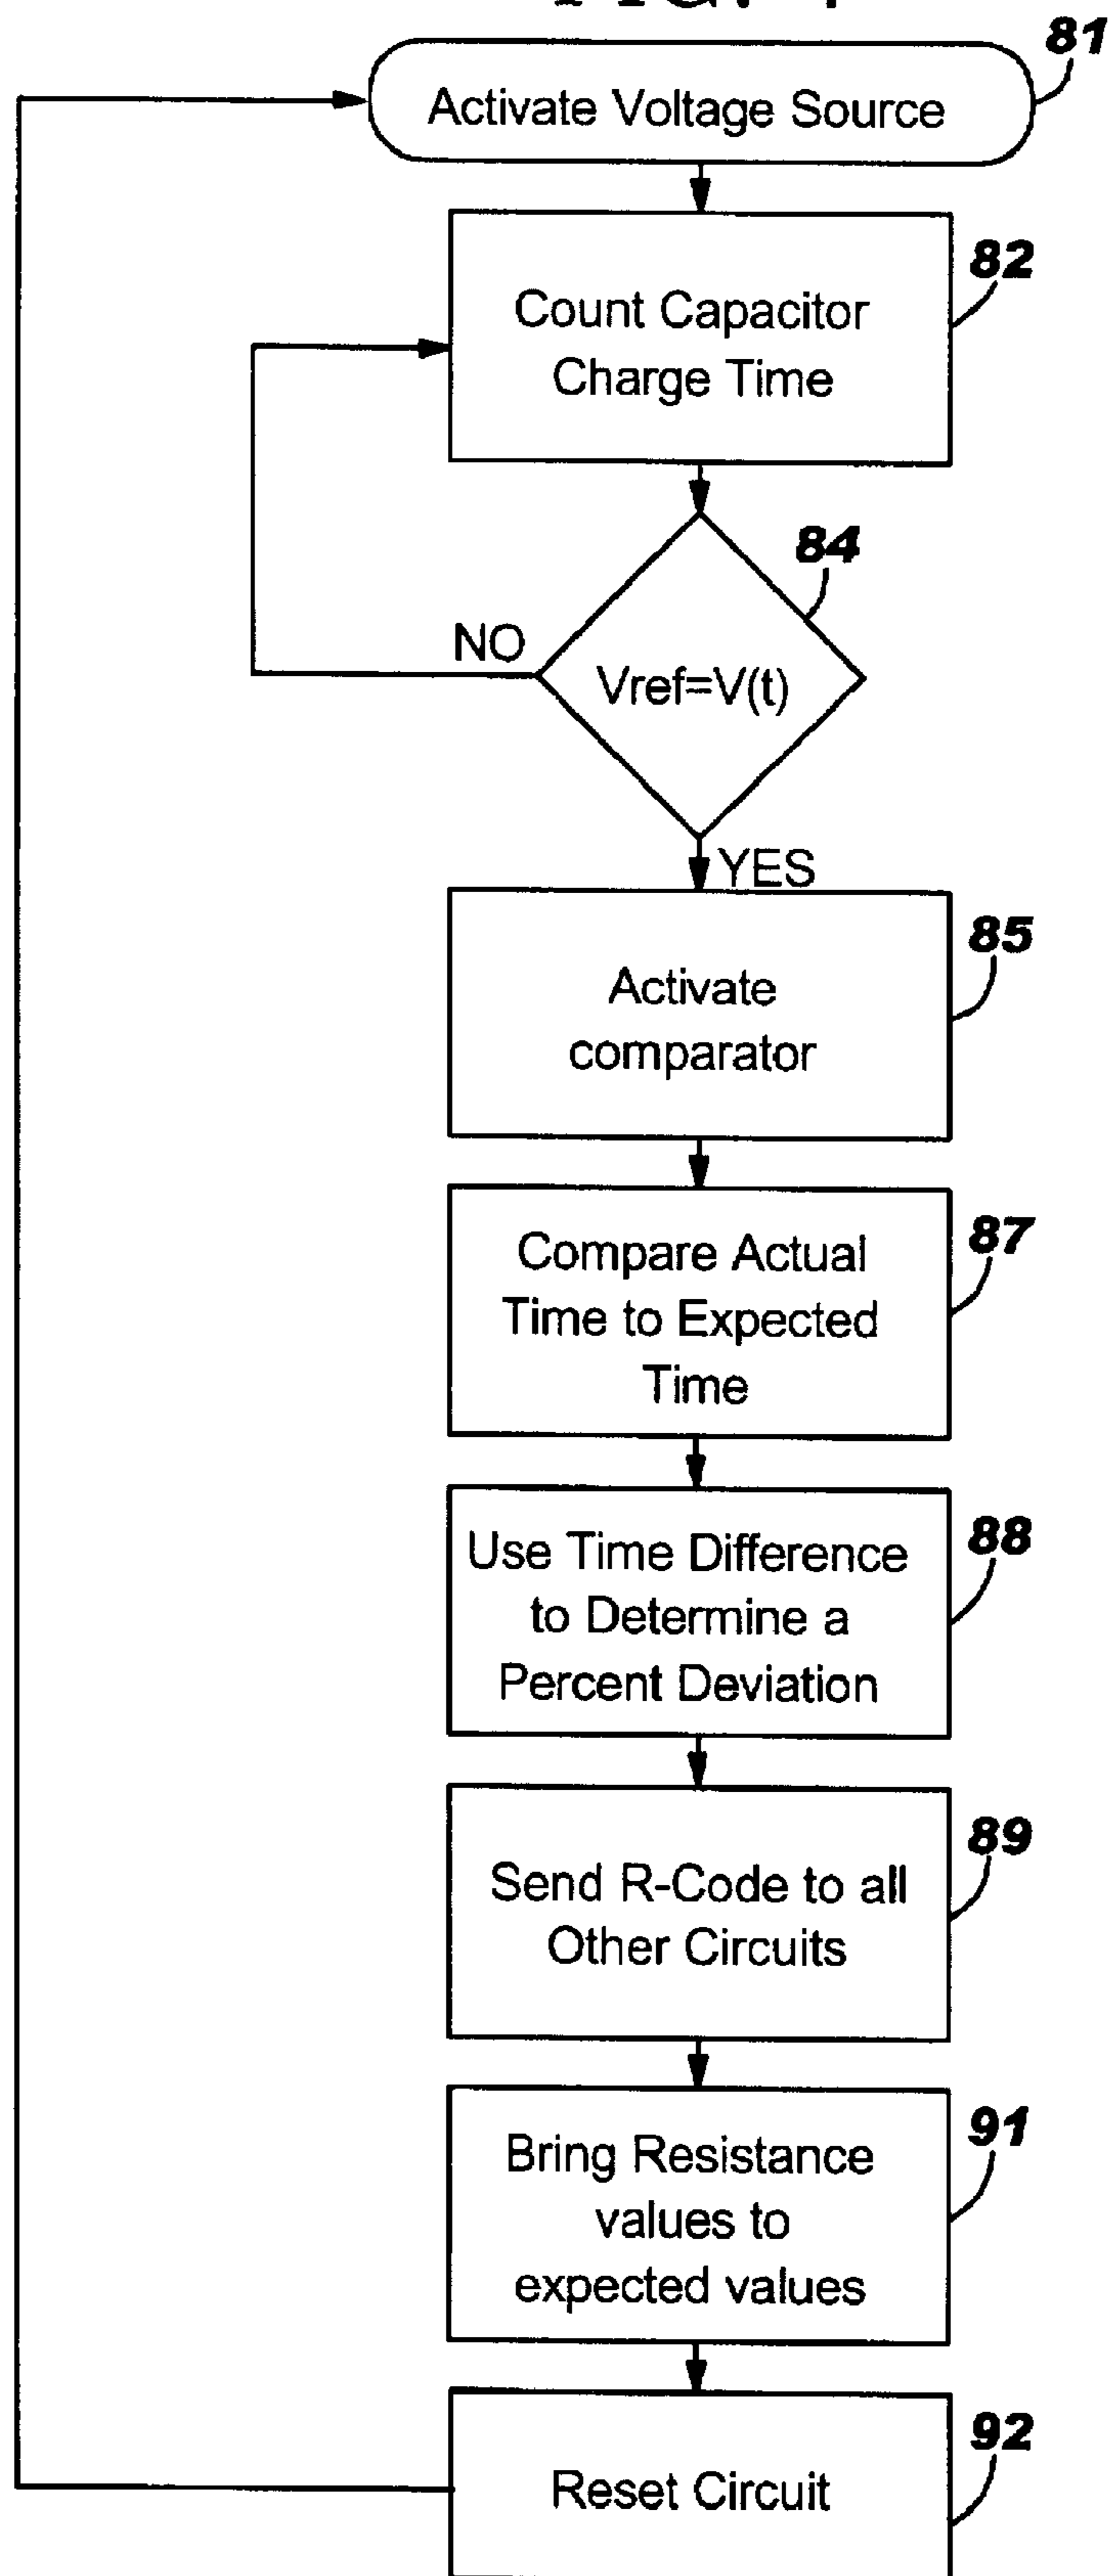 81
Activate Voltage Source
82
Count Capacitor
Charge Time
84
NO
Vref=V(t)
YES
85
Activate
comparator
87
Compare Actual
Time to Expected
Time
88
Use Time Difference
to Determine a
Percent Deviation
89
Send R-Code to all
Other Circuits
91
Bring Resistance
values to
expected values
92
Reset Circuit